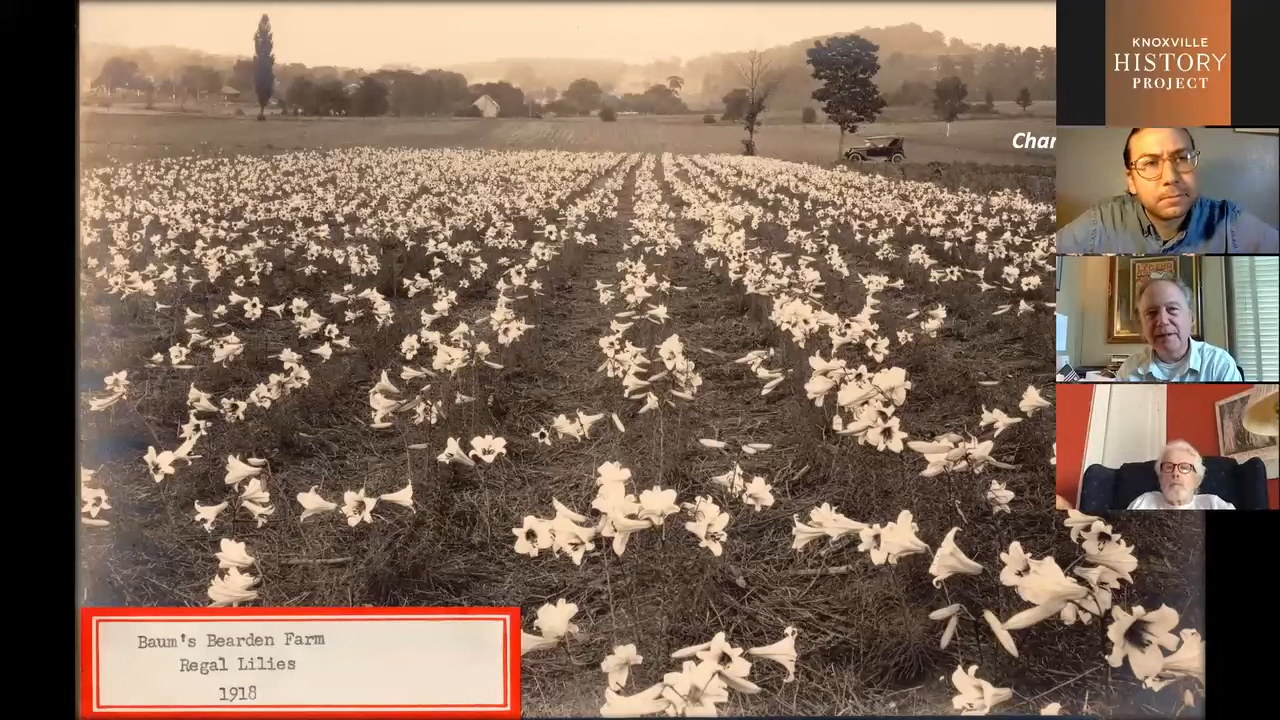 KNOXVILLE
HISTORY
PROJECT
Baum's Bearden Farm
Regal Lilies
1918